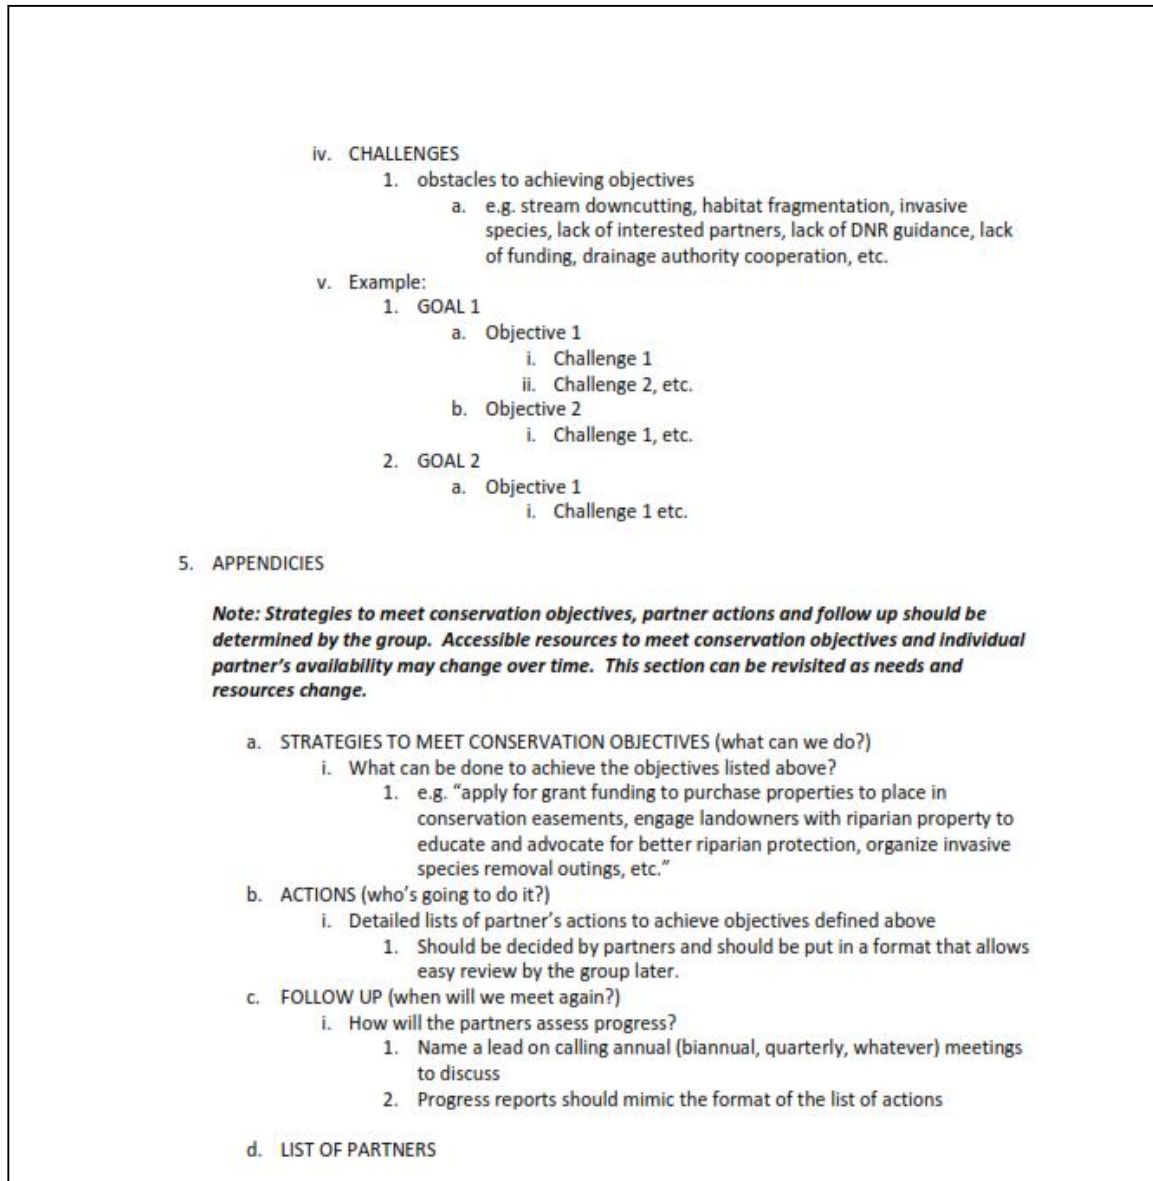 iv. CHALLENGES
1. obstacles to achieving objectives
a. e.g. stream downcutting, habitat fragmentation, invasive
species, lack of interested partners, lack of DNR guidance, lack
of funding, drainage authority cooperation, etc.
v. Example:
1. GOAL 1
a. Objective 1
i. Challenge 1
ii. Challenge 2, etc.
b. Objective 2
i. Challenge 1, etc.
2. GOAL 2
a. Objective 1
i. Challenge 1 etc.
5. APPENDICIES
Note: Strategies to meet conservation objectives, partner actions and follow up should be
determined by the group. Accessible resources to meet conservation objectives and individual
partner's availability may change over time. This section can be revisited as needs and
resources change.
a. STRATEGIES TO MEET CONSERVATION OBJECTIVES (what can we do?)
i. What can be done to achieve the objectives listed above?
1. e.g. "apply for grant funding to purchase properties to place in
conservation easements, engage landowners with riparian property to
educate and advocate for better riparian protection, organize invasive
species removal outings, etc."
b. ACTIONS (who's going to do it?)
i. Detailed lists of partner's actions to achieve objectives defined above
1. Should be decided by partners and should be put in a format that allows
easy review by the group later.
c. FOLLOW UP (when will we meet again?)
i. How will the partners assess progress?
1. Name a lead on calling annual (biannual, quarterly, whatever) meetings
to discuss
2. Progress reports should mimic the format of the list of actions
d. LIST OF PARTNERS